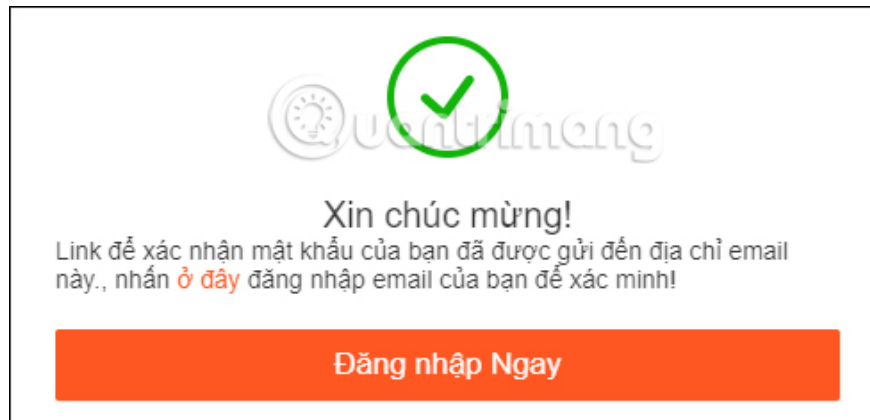 Quantrimang
Xin chúc mừng!
Link để xác nhận mật khẩu của bạn đã được gửi đến địa chỉ email
này., nhấn ở đây đăng nhập email của bạn để xác minh!
Đăng nhập Ngay